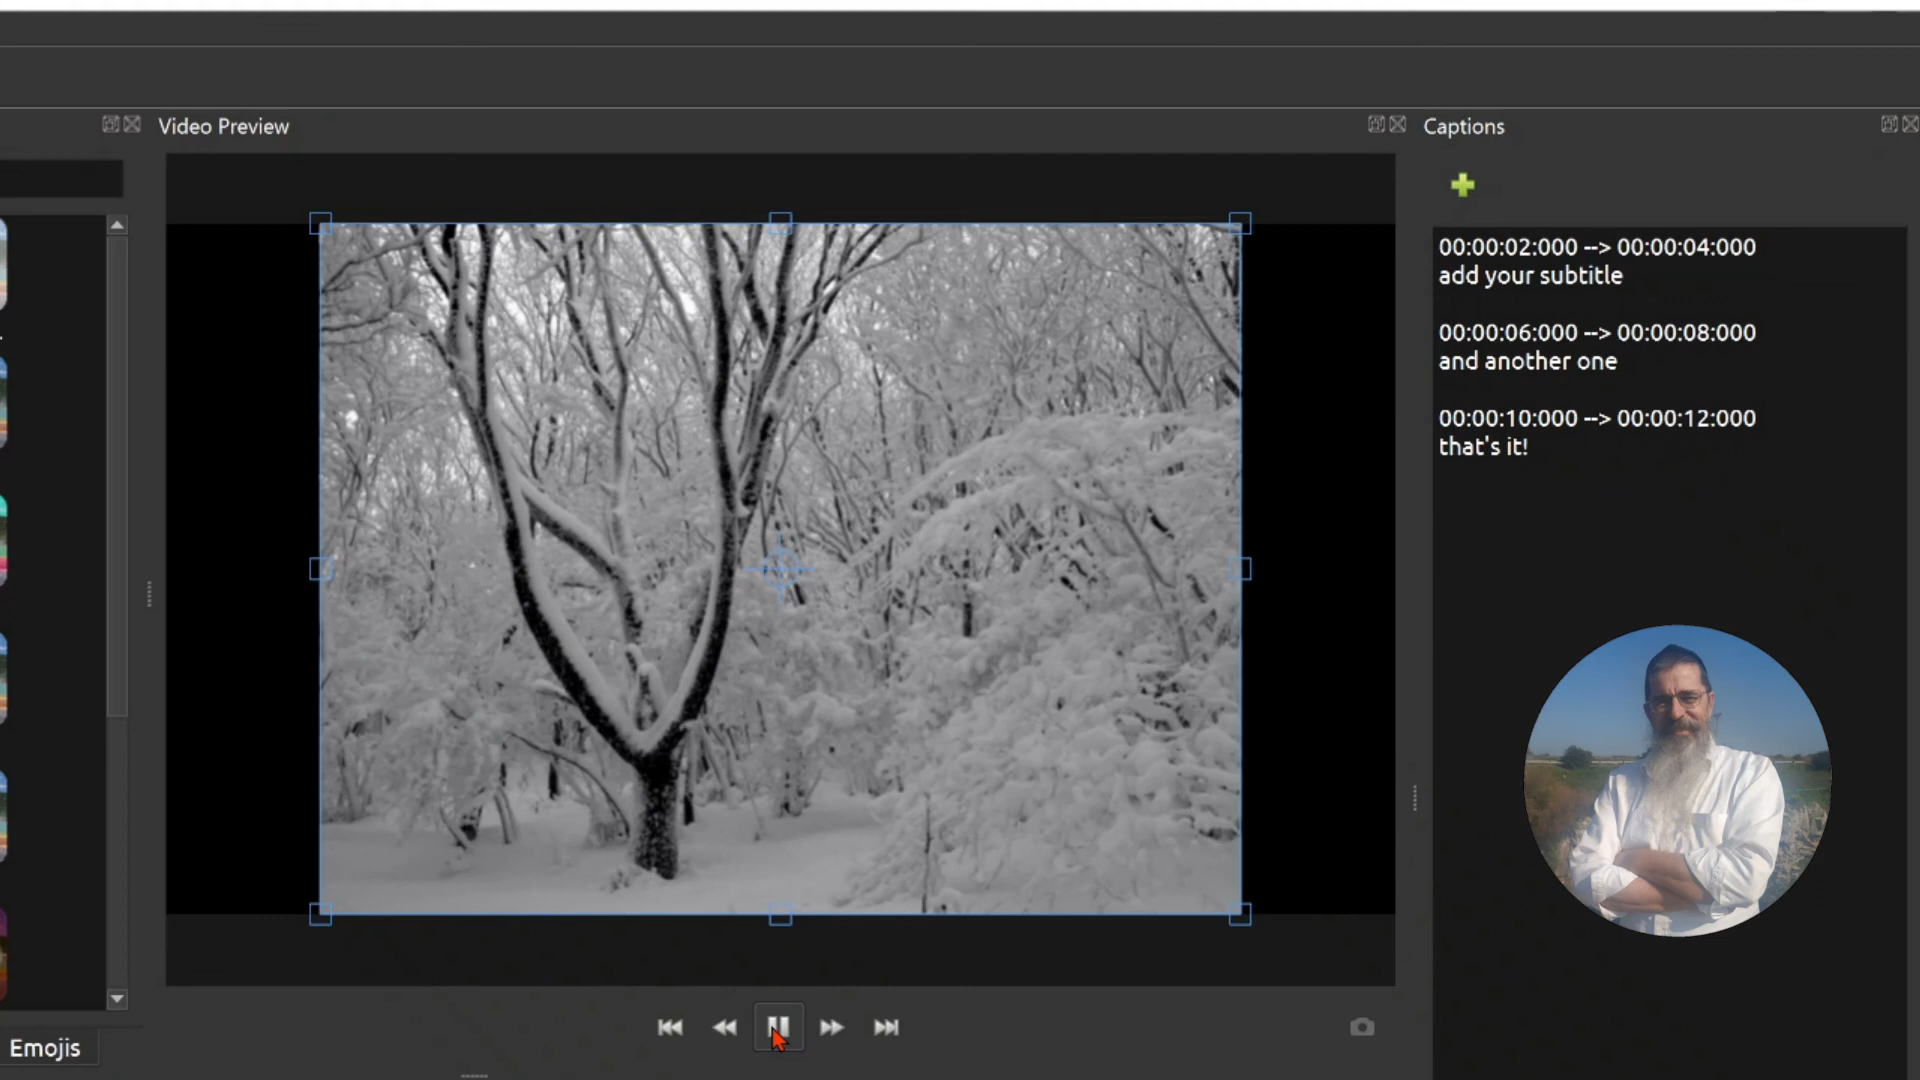 Video Preview
Captions
00:00:02:000 --> 00:00:04:000
add your subtitle
00:00:06:000 --> 00:00:08:000
and another one
00:00:10:000 --> 00:00:12:000
that's it!
Emojis